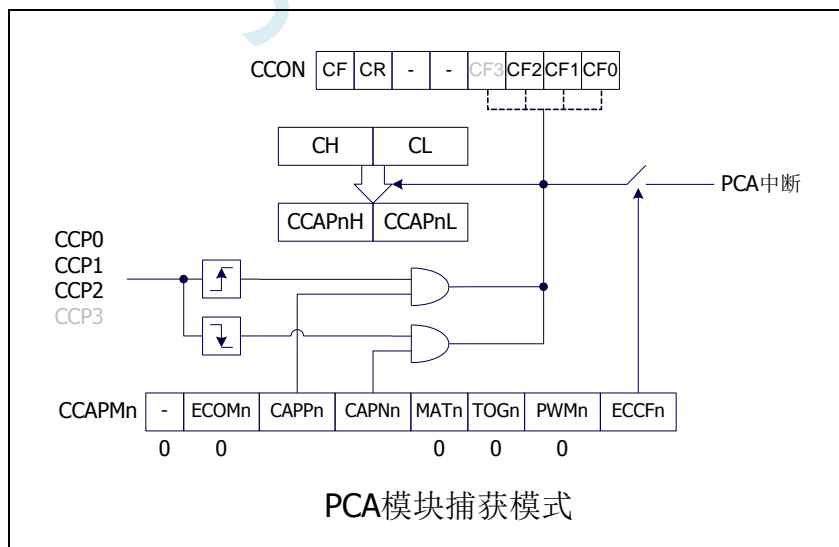 CCON CF CR - - CF3 CF2 CF1 CF0
CH CL
PCA中断
CCAPnH CCAPnL
CCP0
CCP1
CCP2
CCP3
CCAPMn - ECOMn CAPPn CAPNn MATn TOGn PWMn ECCFn
0 0 0 0 0
PCA模块捕获模式